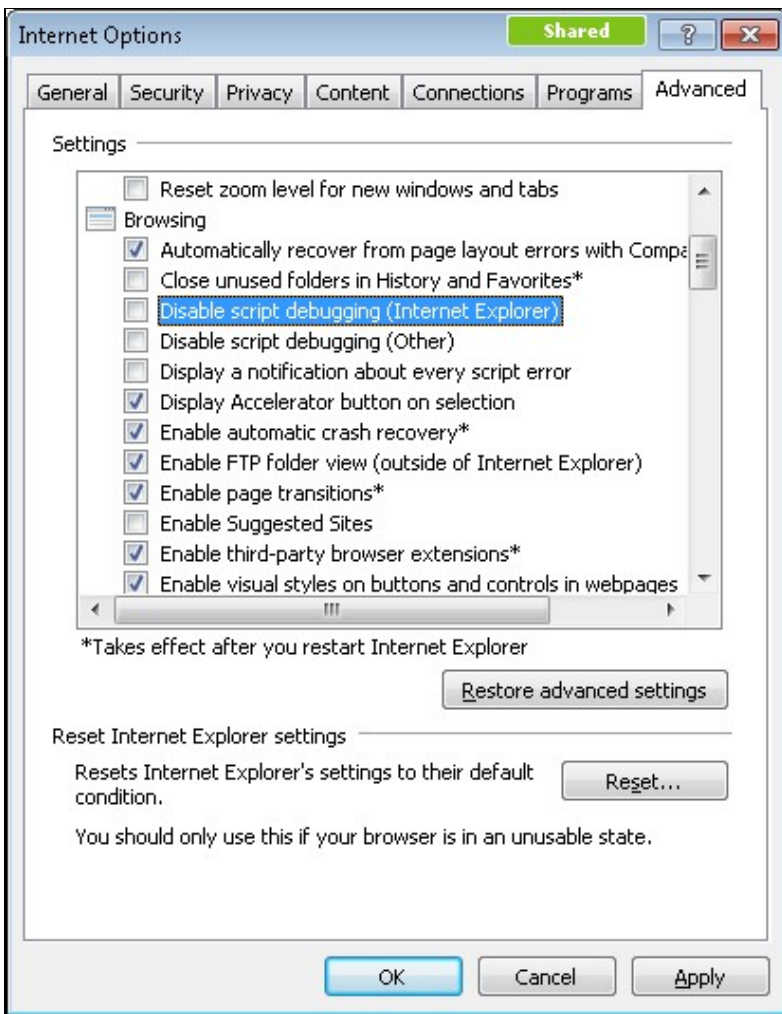 Internet Options
Shared
General Security Privacy Content Connections Programs Advanced
Settings
Reset zoom level for new windows and tabs
Browsing
Automatically recover from page layout errors with Compa
Close unused folders in History and Favorites*
Disable script debugging (Internet Explorer)
Disable script debugging (Other)
Display a notification about every script error
Display Accelerator button on selection
Enable automatic crash recovery*
Enable FTP folder view (outside of Internet Explorer)
Enable page transitions*
Enable Suggested Sites
Enable third-party browser extensions*
Enable visual styles on buttons and controls in webpages
*Takes effect after you restart Internet Explorer
Restore advanced settings
Reset Internet Explorer settings
Resets Internet Explorer's settings to their default
condition.
Reset...
You should only use this if your browser is in an unusable state.
OK Cancel Apply